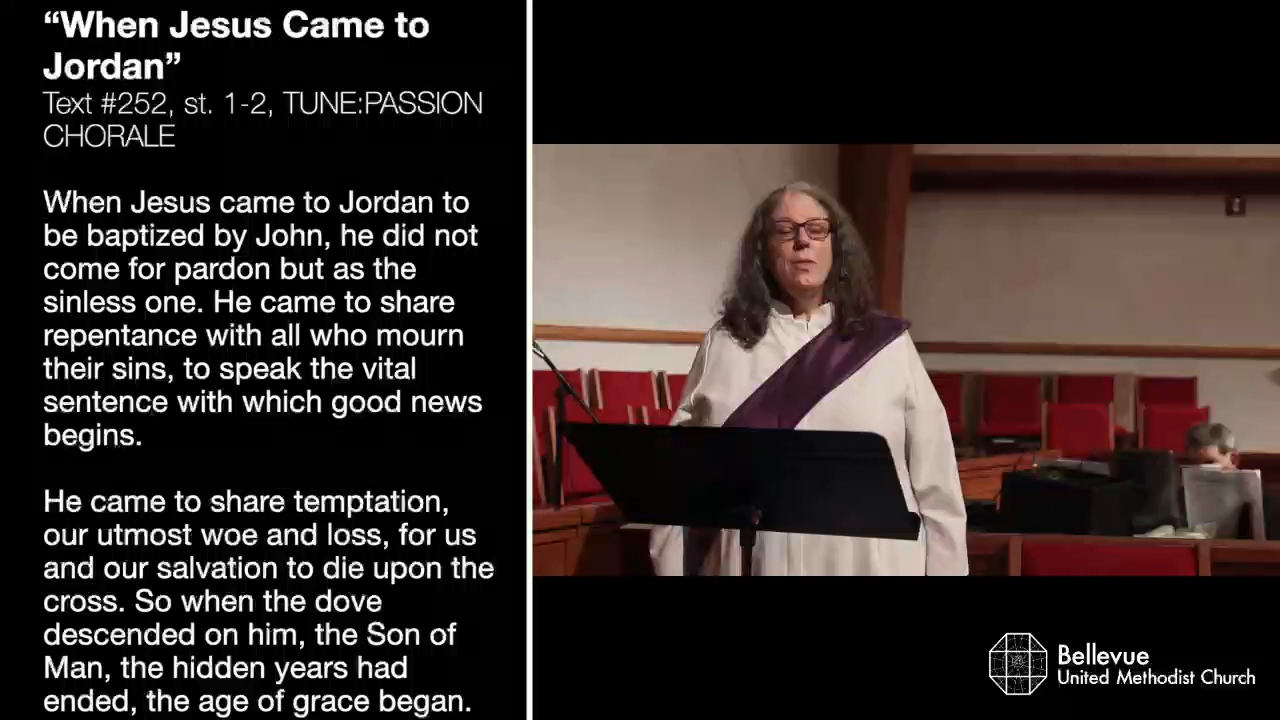 “When Jesus Came to
Jordan”
Text #252, st. 1-2, TUNE:PASSION
CHORALE
When Jesus came to Jordan to
be baptized by John, he did not
come for pardon but as the
sinless one. He came to share
repentance with all who mourn
their sins, to speak the vital
sentence with which good news
begins.
He came to share temptation,
our utmost woe and loss, for us
and our salvation to die upon the
cross. So when the dove
descended on him, the Son of
Man, the hidden years had
ended, the age of grace began.
Bellevue
United Methodist Church